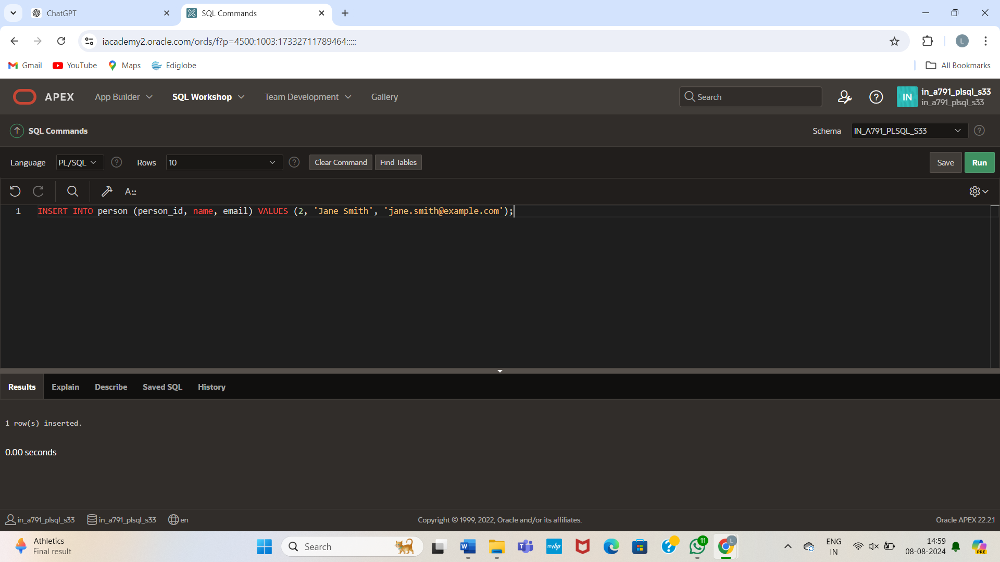 ChatGPT
SQL Commands
iacademy2.oracle.com/ords/f?p=4500:1003:17332711789464:::::
L
Gmail YouTube Maps Ediglobe All Bookmarks
APEX App Builder SQL Workshop Team Development Gallery Search IN in_a791_plsql_s33
in_a791_plsql_s33
SQL Commands Schema IN_A791_PLSQL_S33
Language PL/SQL Rows 10 Clear Command Find Tables Save Run
A::
1 INSERT INTO person (person_id, name, email) VALUES (2, 'Jane Smith', 'jane.smith@example.com');
Results Explain Describe Saved SQL History
1 row(s) inserted.
0.00 seconds
in_a791_plsql_s33 in_a791_plsql_s33 en Copyright © 1999, 2022, Oracle and/or its affiliates. Oracle APEX 22.2.1
Athletics
Final result
Search
W
myhp
11
L
ENG
IN
14:59
08-08-2024
PRE